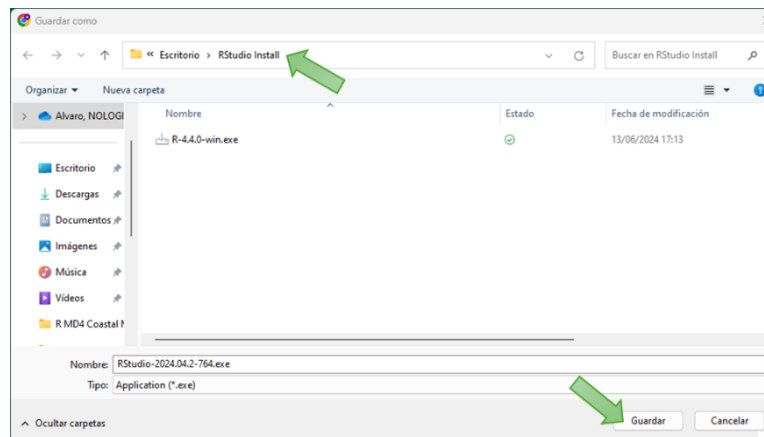 Guardar como
« Escritorio > RStudio Install
Buscar en RStudio Install
Organizar
Nueva carpeta
Alvaro, NOLOGI
Nombre
Estado
Fecha de modificación
R-4.4.0-win.exe
13/06/2024 17:13
Escritorio
Descargas
Documentos
Imágenes
Música
Vídeos
R MD4 Coastal
Nombre: RStudio-2024.04.2-764.exe
Tipo: Application (*.exe)
Ocultar carpetas
Guardar
Cancelar